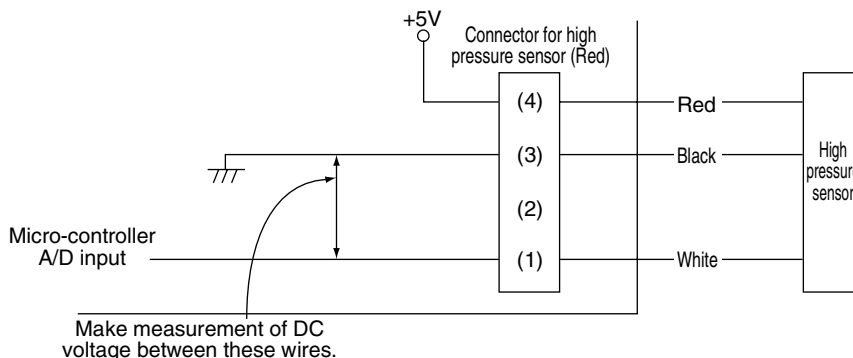 +5V
Connector for high
pressure sensor (Red)
(4)
Red
(3)
Black
High
pressure
sensor
(2)
Micro-controller
A/D input
(1)
White
Make measurement of DC
voltage between these wires.